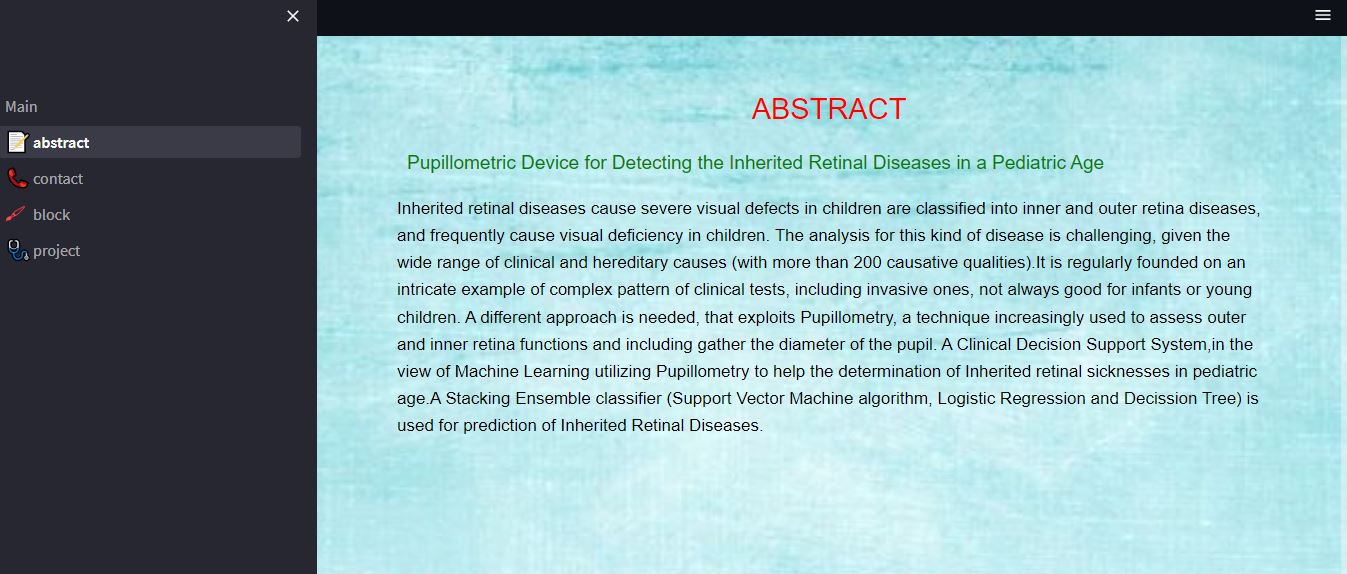 Main
abstract
contact
block
project
ABSTRACT
Pupillometric Device for Detecting the Inherited Retinal Diseases in a Pediatric Age
Inherited retinal diseases cause severe visual defects in children are classified into inner and outer retina diseases,
and frequently cause visual deficiency in children. The analysis for this kind of disease is challenging, given the
wide range of clinical and hereditary causes (with more than 200 causative qualities).It is regularly founded on an
intricate example of complex pattern of clinical tests, including invasive ones, not always good for infants or young
children. A different approach is needed, that exploits Pupillometry, a technique increasingly used to assess outer
and inner retina functions and including gather the diameter of the pupil. A Clinical Decision Support System,in the
view of Machine Learning utilizing Pupillometry to help the determination of Inherited retinal sicknesses in pediatric
age.A Stacking Ensemble classifier (Support Vector Machine algorithm, Logistic Regression and Decission Tree) is
used for prediction of Inherited Retinal Diseases.